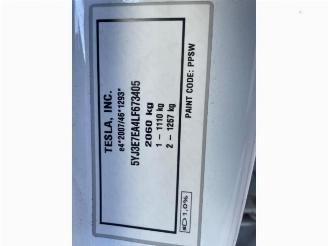 TESLA, INC.
e4*2007/46*1293*
5YJ3E7EA4LF673405
2060 kg
1 - 1110 kg
2 - 1257 kg
PAINT CODE: PPSW
1,0%